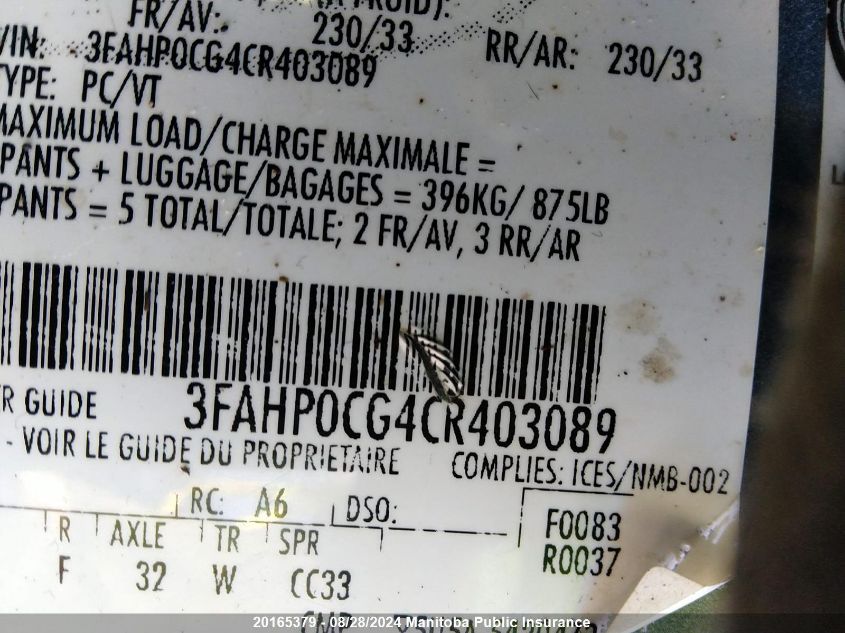 FR/AV: 230/33 RR/AR: 230/33
VIN: 3FAHP0CG4CR403089
TYPE: PC/VT
MAXIMUM LOAD/CHARGE MAXIMALE =
PANTS + LUGGAGE/BAGAGES = 396KG/ 875LB
PANTS = 5 TOTAL/TOTALE; 2 FR/AV, 3 RR/AR
3FAHP0CG4CR403089
R GUIDE
- VOIR LE GUIDE DU PROPRIETAIRE
COMPLIES: ICES/NMB-002
RC: A6 DSO:
F0083
R AXLE TR SPR
R0037
F 32 W CC33
20165379 | 08/28/2024 | Manitoba Public Insurance